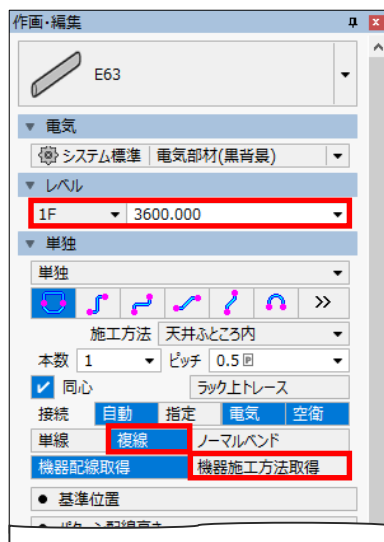 作画・編集
E63
電気
システム標準 電気部材(黒背景)
レベル
1F 3600.000
単独
単独
施工方法 天井ふところ内
本数 1 ピッチ 0.5 P
同心 ラック上トレース
接続 自動 指定 電気 空衛
単線 複線 ノーマルベンド
機器配線取得 機器施工方法取得
● 基準位置